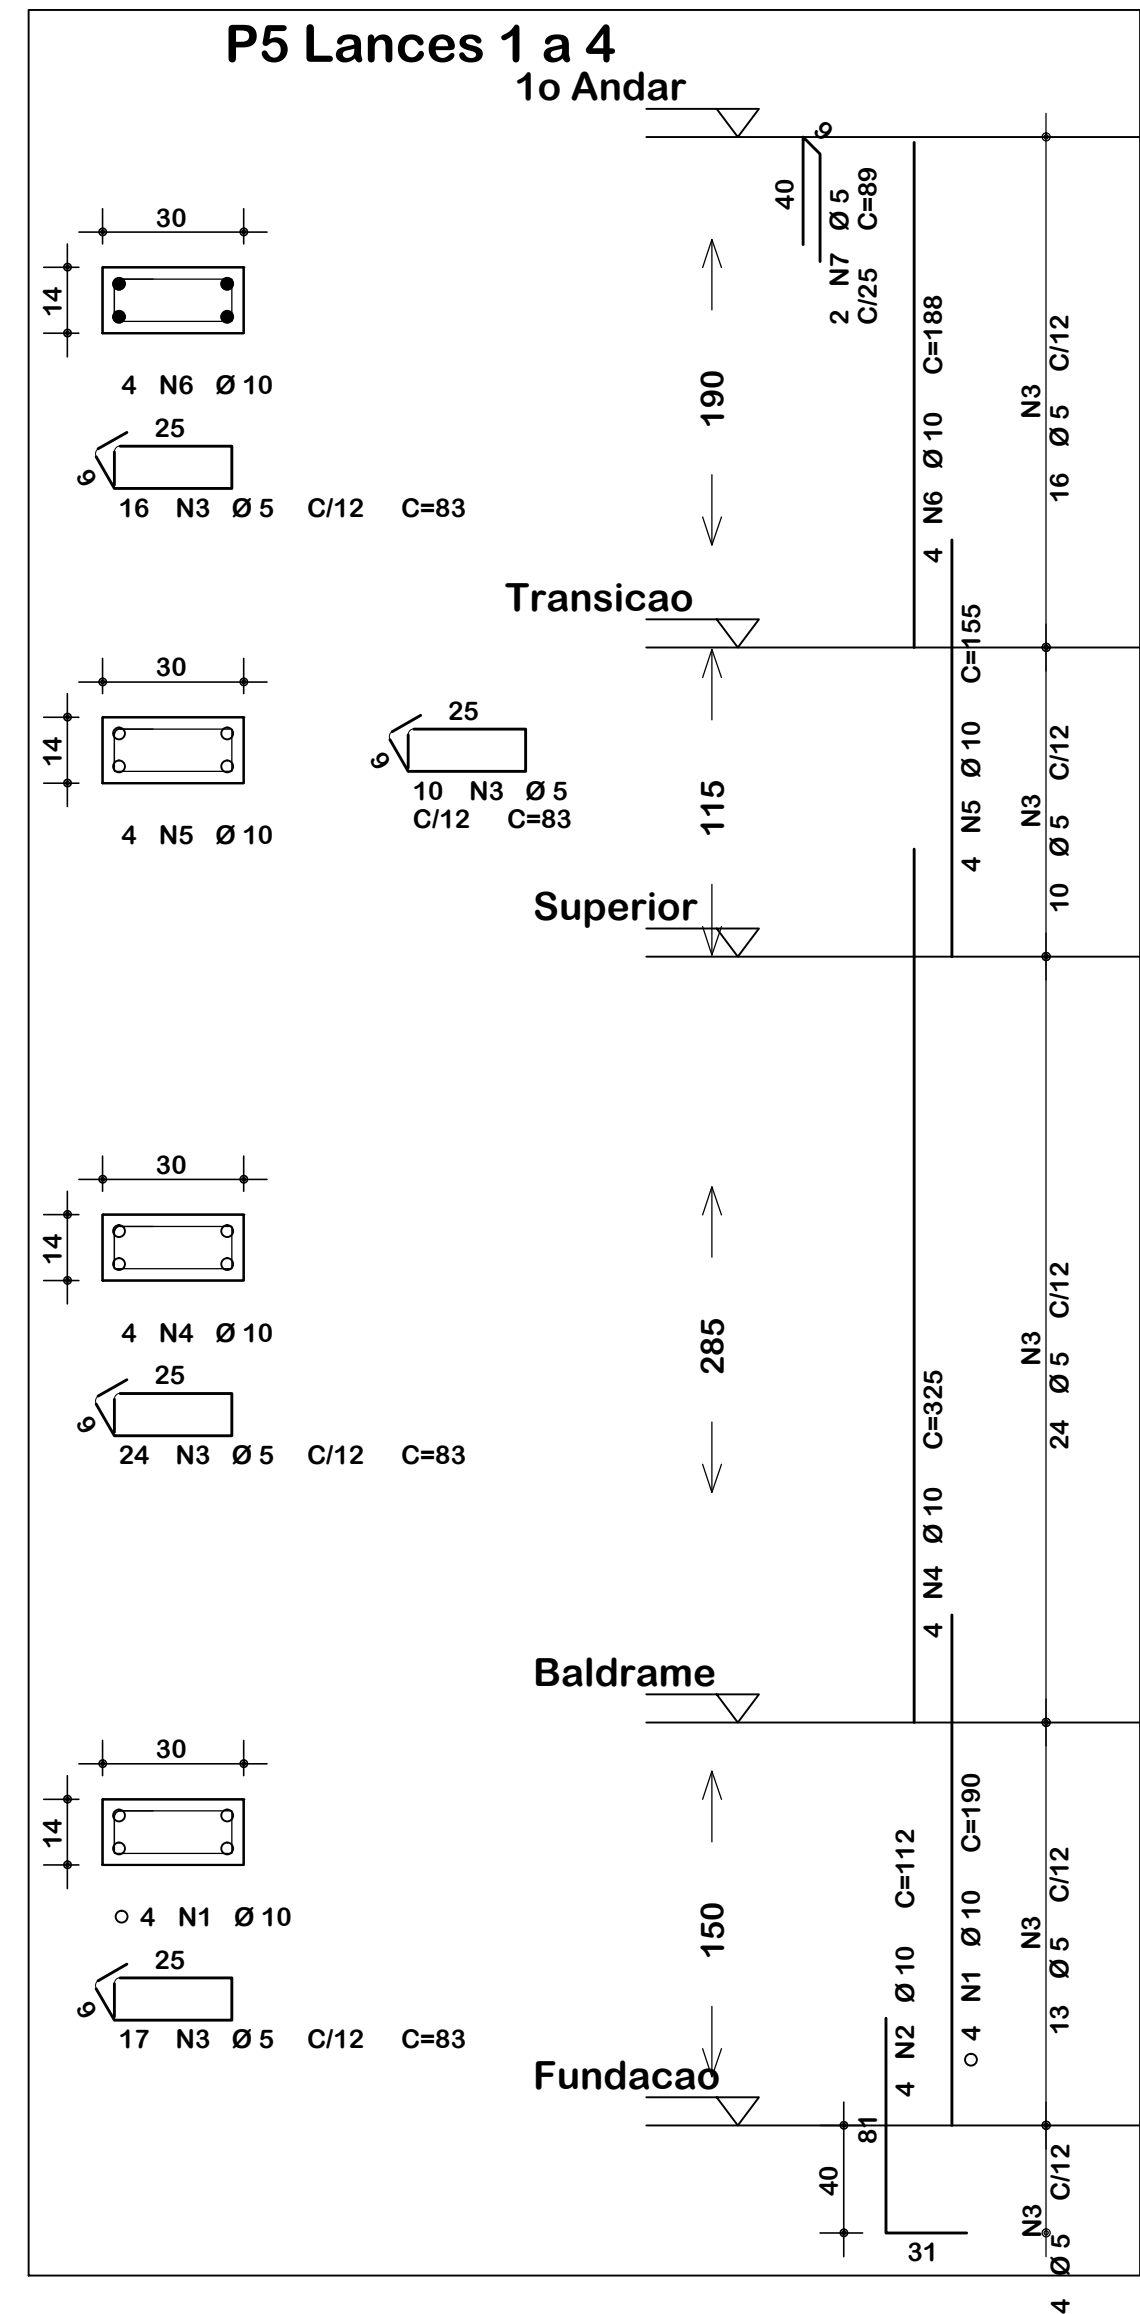 P5 Lances 1 a 4
1o Andar
9
40
2 N7 Ø 5
C/25 C=89
30
14
4 N6 Ø 10
25
9
16 N3 Ø 5 C/12 C=83
190
4 N6 Ø 10 C=188
N3
16 Ø 5 C/12
Transicao
30
14
4 N5 Ø 10
25
9
10 N3 Ø 5
C/12 C=83
115
4 N5 Ø 10 C=155
N3
10 Ø 5 C/12
Superior
30
14
4 N4 Ø 10
25
9
24 N3 Ø 5 C/12 C=83
285
4 N4 Ø 10 C=325
N3
24 Ø 5 C/12
Baldrame
30
14
4 N1 Ø 10
25
9
17 N3 Ø 5 C/12 C=83
150
4 N2 Ø 10 C=112
4 N1 Ø 10 C=190
N3
13 Ø 5 C/12
Fundacao
81
40
31
N3
4 Ø 5 C/12